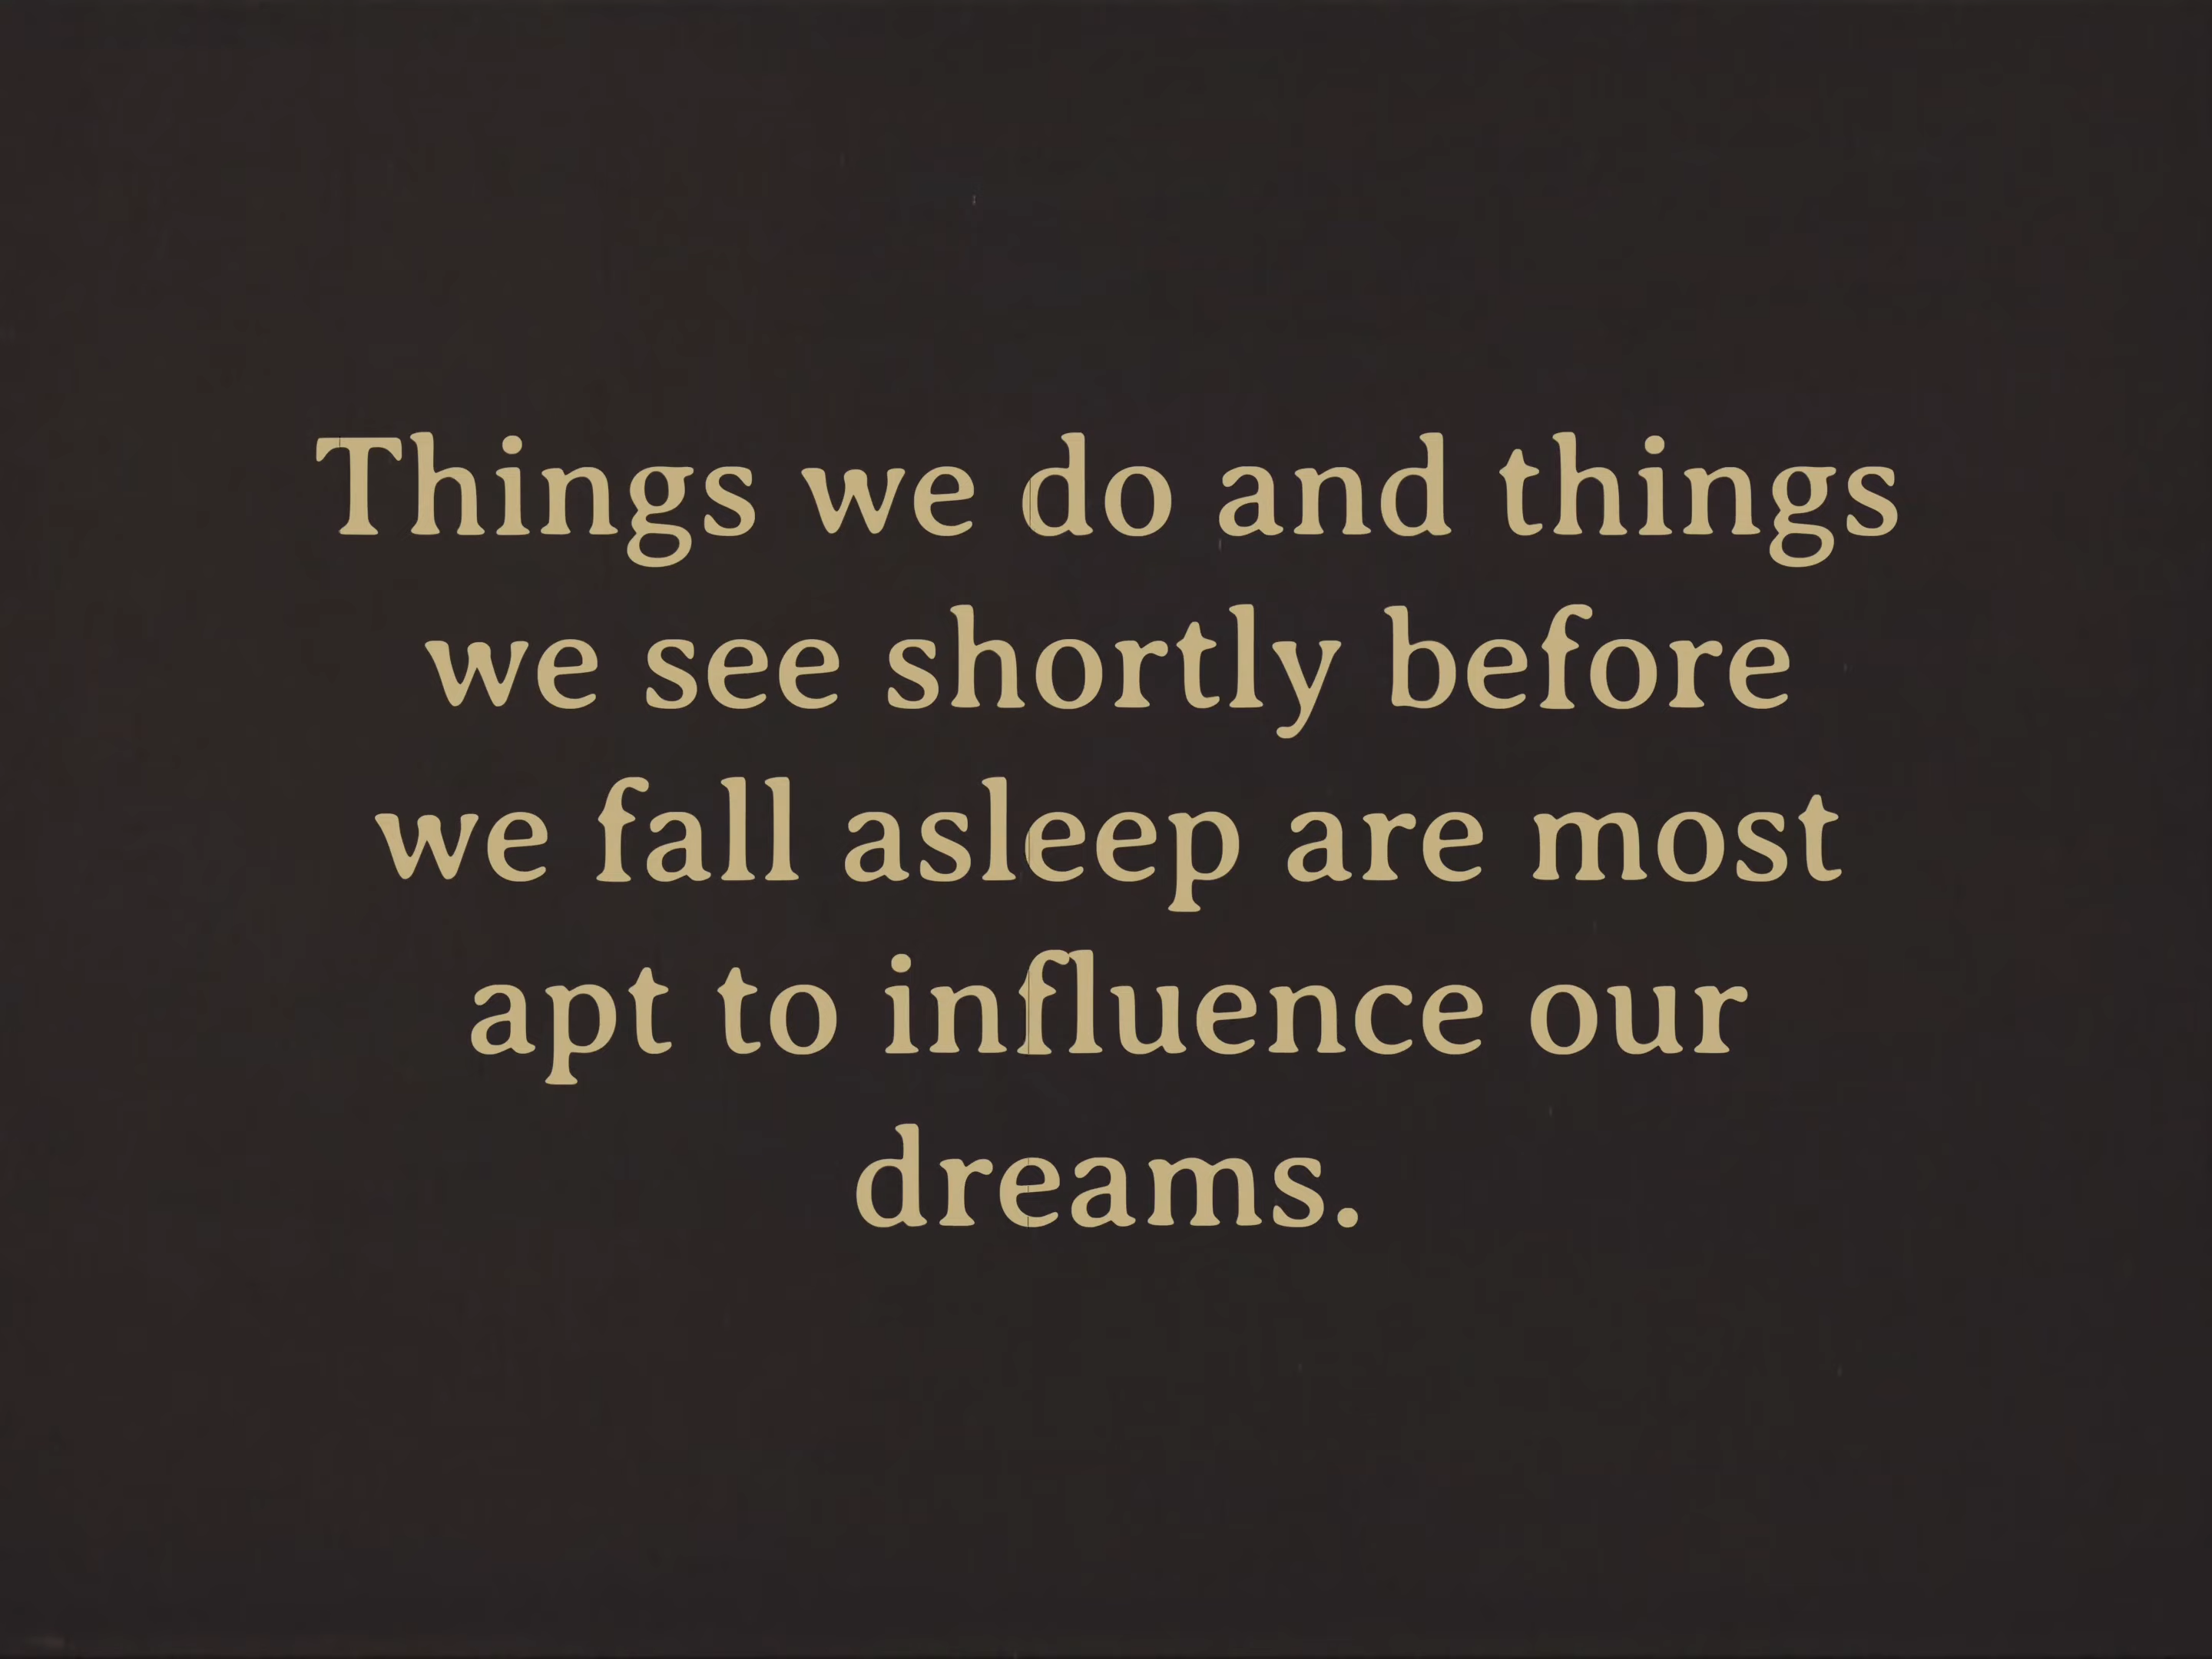 Things we do and things
we see shortly before
we fall asleep are most
apt to influence our
dreams.